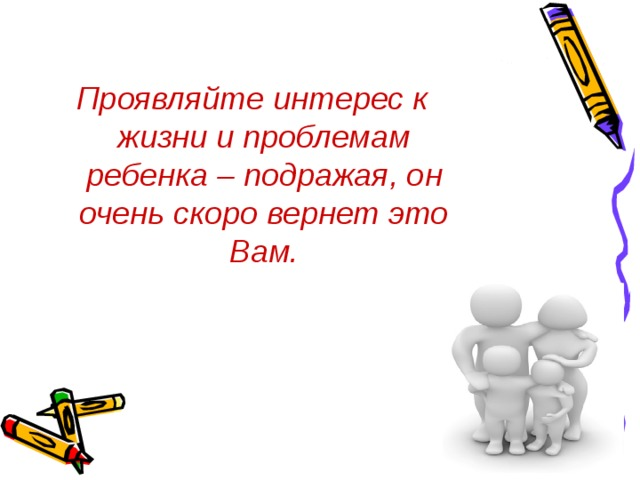 Проявляйте интерес к
жизни и проблемам
ребенка – подражая, он
очень скоро вернет это
Вам.